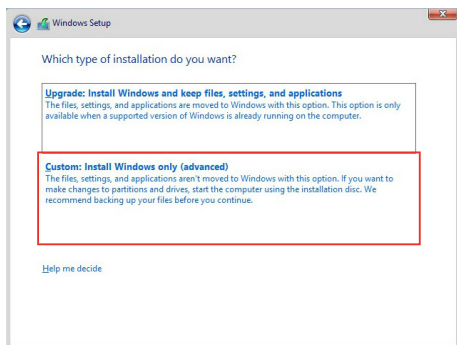 Windows Setup
Which type of installation do you want?
Upgrade: Install Windows and keep files, settings, and applications
The files, settings, and applications are moved to Windows with this option. This option is only
available when a supported version of Windows is already running on the computer.
Custom: Install Windows only (advanced)
The files, settings, and applications aren't moved to Windows with this option. If you want to
make changes to partitions and drives, start the computer using the installation disc. We
recommend backing up your files before you continue.
Help me decide